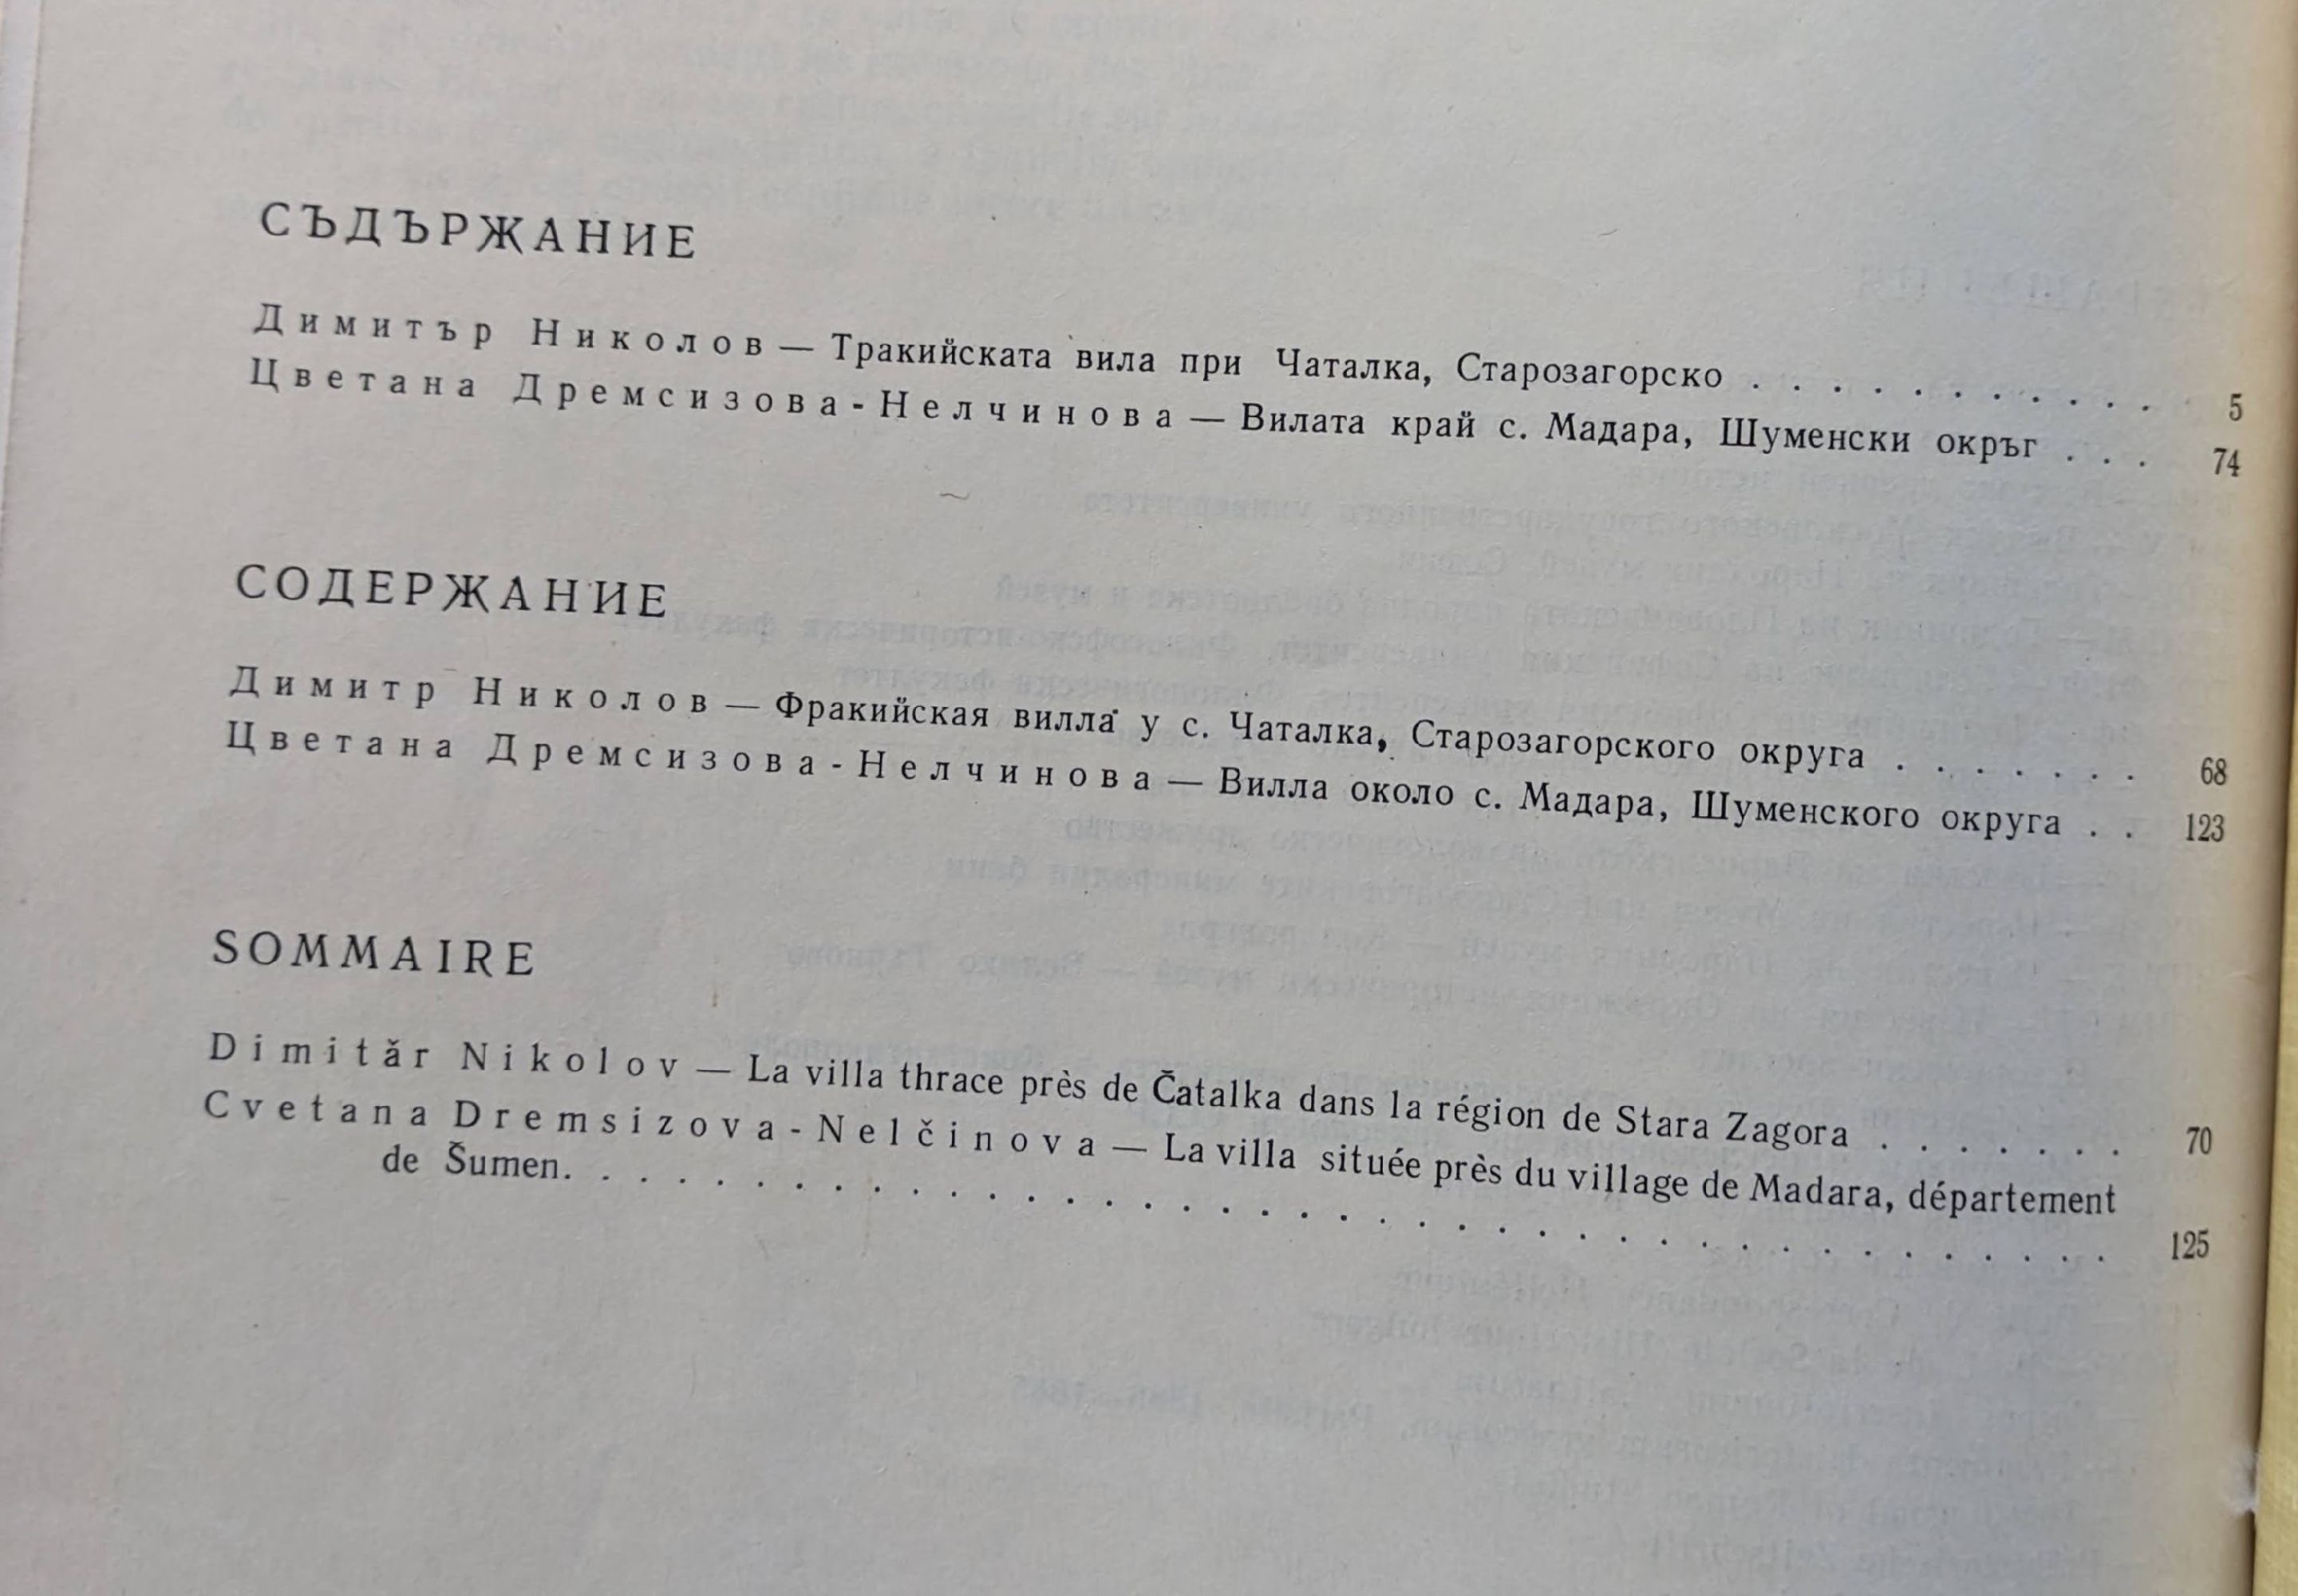 СЪДЪРЖАНИЕ
Димитър Николов — Тракийската вила при Чаталка, Старозагорско . . . . . . . . . . . 5
Цветана Дремсизова-Нелчинова — Вилата край с. Мадара, Шуменски окръг . . . 74
СОДЕРЖАНИЕ
Димитр Николов — Фракийская вилла у с. Чаталка, Старозагорского округа . . . . . . . 68
Цветана Дремсизова-Нелчинова — Вилла около с. Мадара, Шуменского округа . . 123
SOMMAIRE
Dimităr Nikolov — La villa thrace près de Čatalka dans la région de Stara Zagora . . . . . . . 70
Cvetana Dremsizova-Nelčinova — La villa située près du village de Madara, département
de Šumen. . . . . . . . . . . . . . . . . . . . . . . . . . . . . . . . . . . . . . . 125